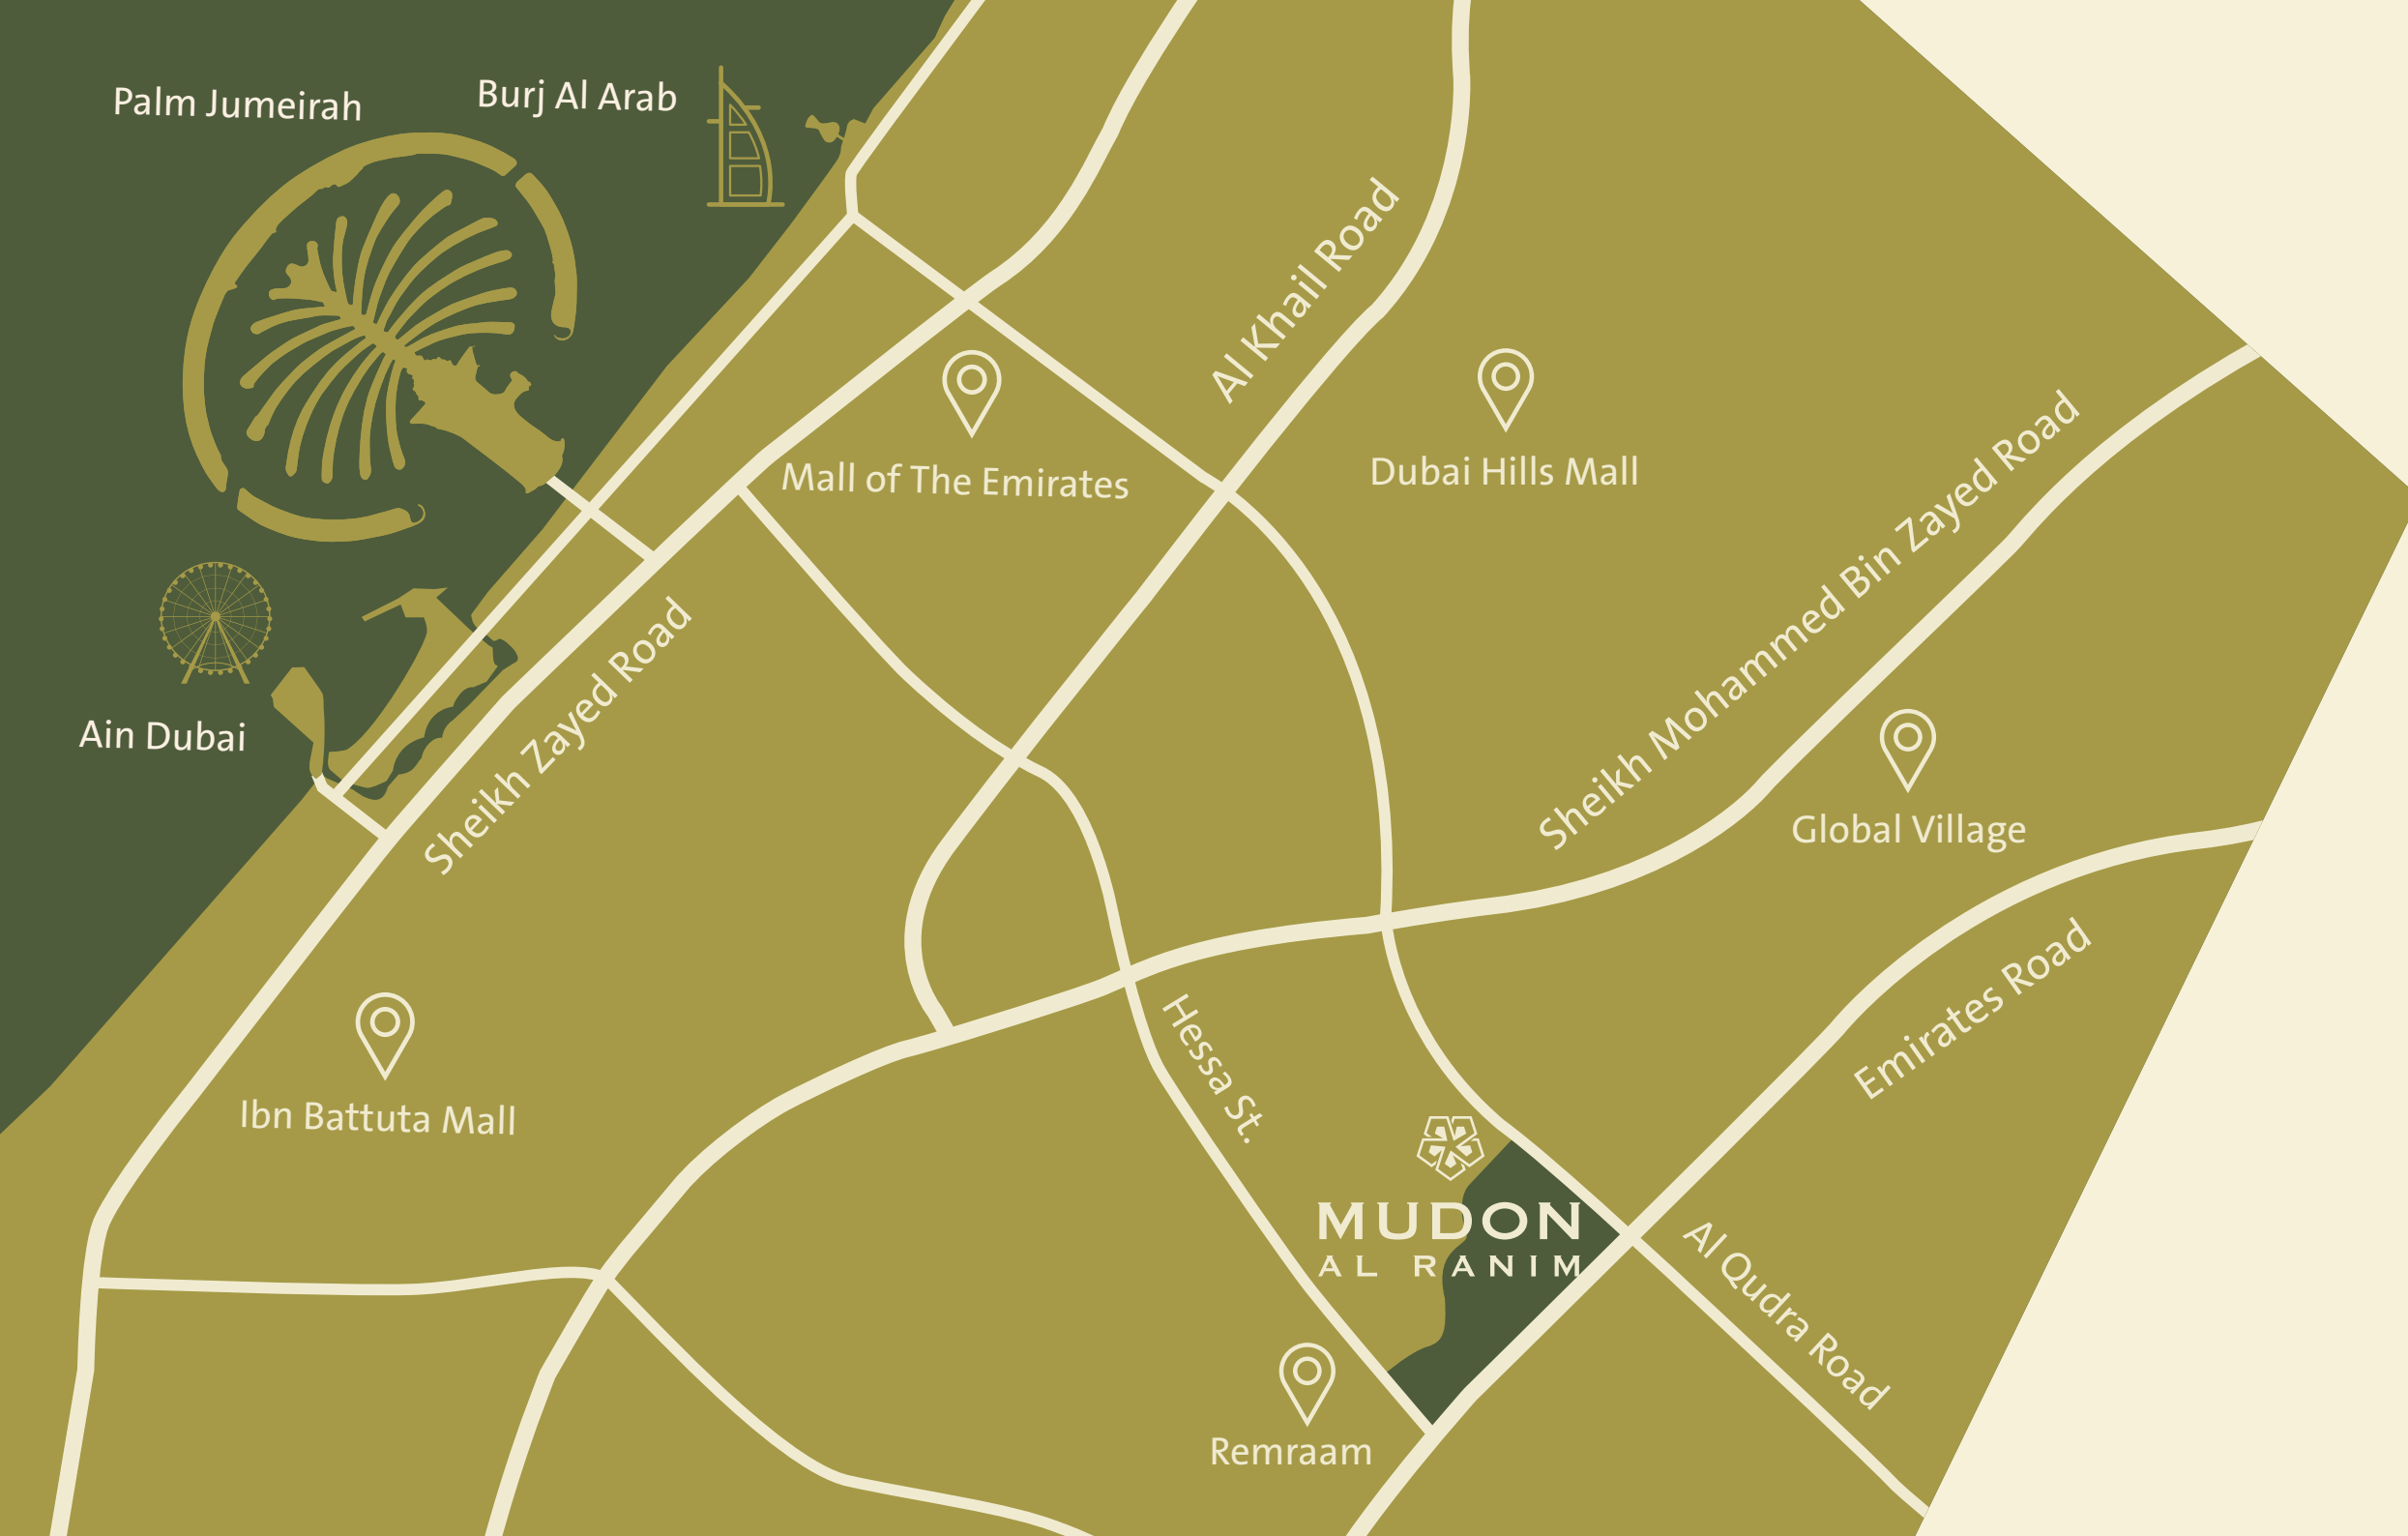 Palm Jumeirah
Burj Al Arab
Al Khail Road
Mall of The Emirates
Dubai Hills Mall
Sheikh Mohammed Bin Zayed Road
Sheikh Zayed Road
Ain Dubai
Global Village
Emirates Road
Ibn Battuta Mall
Hessa St.
MUDON
AL RANIM
Al Qudra Road
Remraam